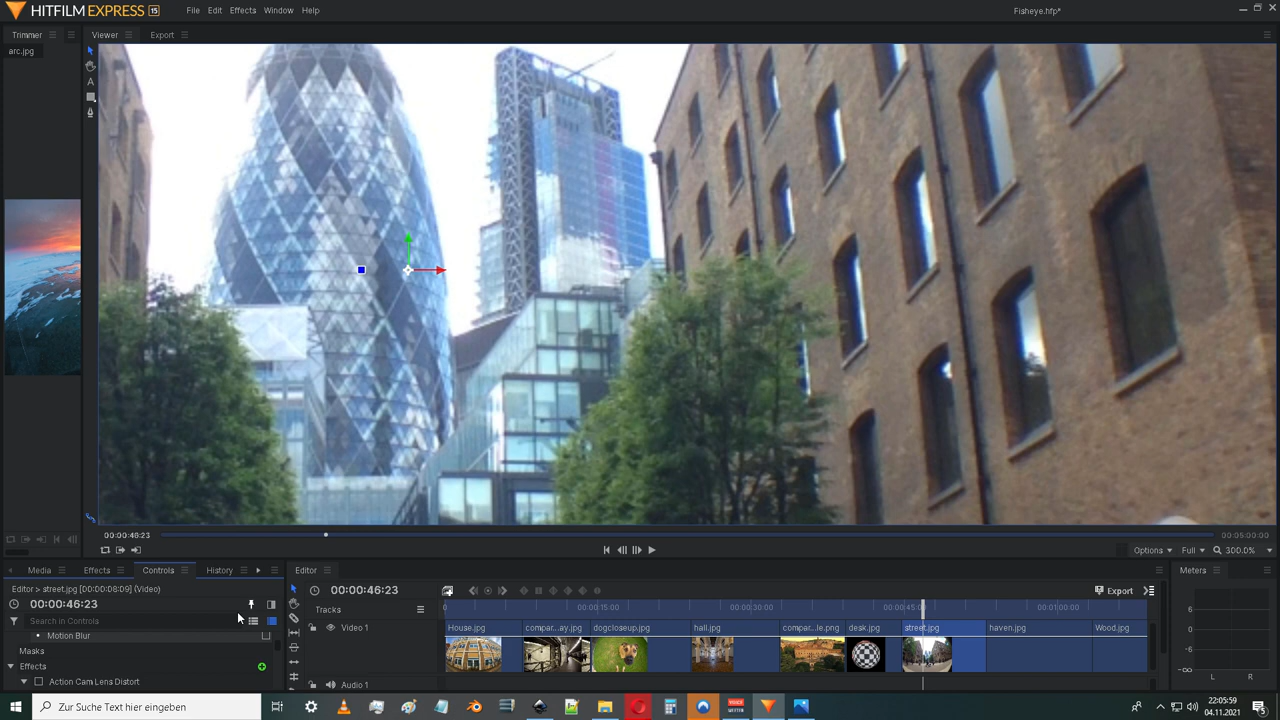 HITFILM EXPRESS 15
File Edit Effects Window Help
Fisheye.hfp*
Trimmer
Viewer Export
arc.jpg
A
00:00:46:23
00:05:00:00
Options Full 300.0%
Media Effects Controls History
Editor
Meters
Editor > street.jpg [00:00:08:09] (Video)
00:00:46:23
00:00:46:23
Export
Search in Controls
Tracks
0 00:00:15:00 00:00:30:00 00:00:45:00 00:01:00:00
Motion Blur
Video 1
House.jpg compar...ay.jpg dogcloseup.jpg hall.jpg compar...le.png desk.jpg street.jpg haven.jpg Wood.jpg
Masks
Effects
Action Cam Lens Distort
Audio 1
6
0
-6
-∞
L R
Zur Suche Text hier eingeben
22:05:59
04.11.2021